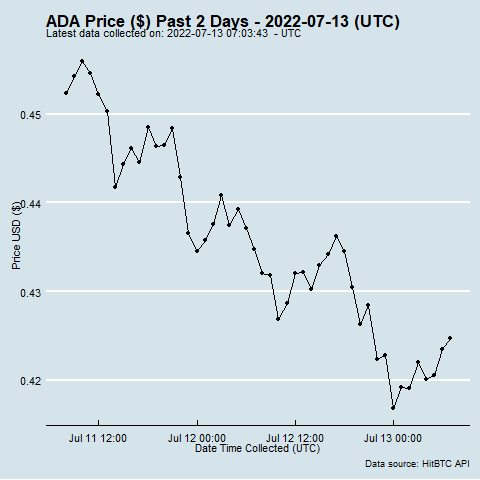 ADA Price ($) Past 2 Days - 2022-07-13 (UTC)
Latest data collected on: 2022-07-13 07:03:43 - UTC
0.45
0.44
0.43
0.42
Price USD ($)
Jul 11 12:00 Jul 12 00:00 Jul 12 12:00 Jul 13 00:00
Date Time Collected (UTC)
Data source: HitBTC API